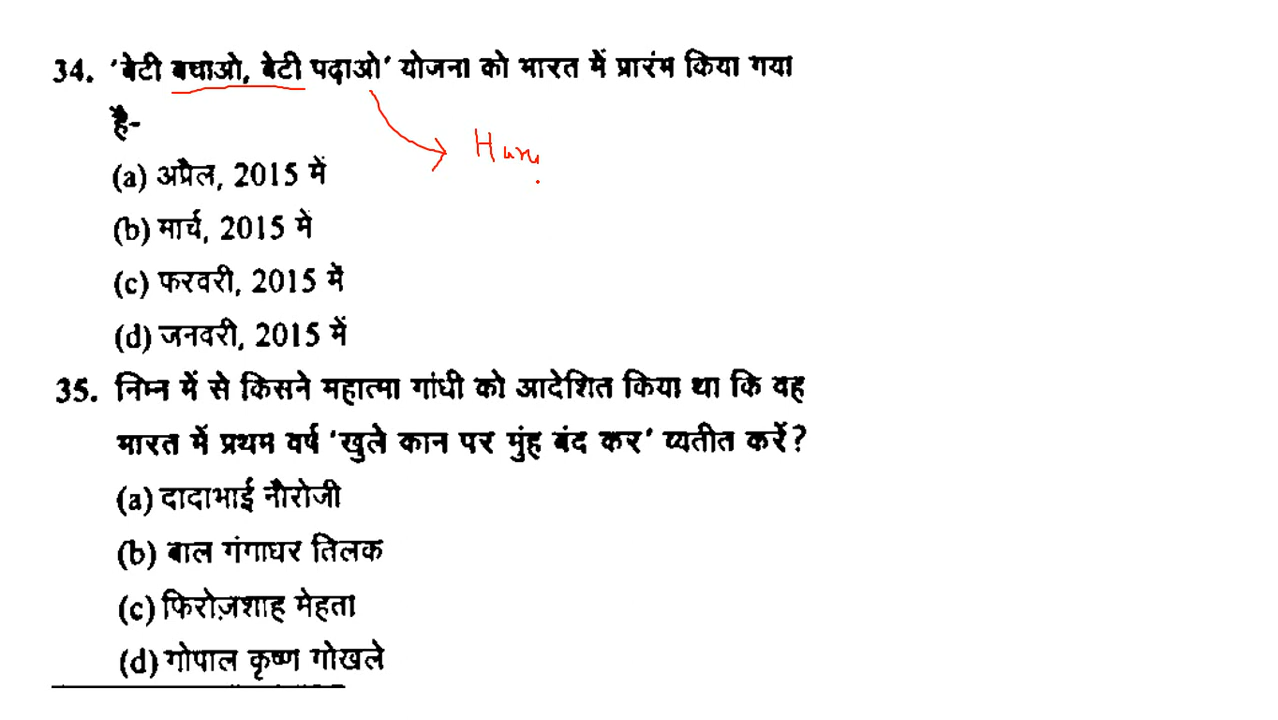 34. 'बेटी बचाओ, बेटी पढ़ाओ' योजना को भारत में प्रारंभ किया गया
है-
Hary
(a) अप्रैल, 2015 में
(b) मार्च, 2015 में
(c) फरवरी, 2015 में
(d) जनवरी, 2015 में
35. निम्न में से किसने महात्मा गांधी को आदेशित किया था कि वह
भारत में प्रथम वर्ष 'खुले कान पर मुंह बंद कर' व्यतीत करें?
(a) दादाभाई नौरोजी
(b) बाल गंगाधर तिलक
(c) फिरोज़शाह मेहता
(d) गोपाल कृष्ण गोखले